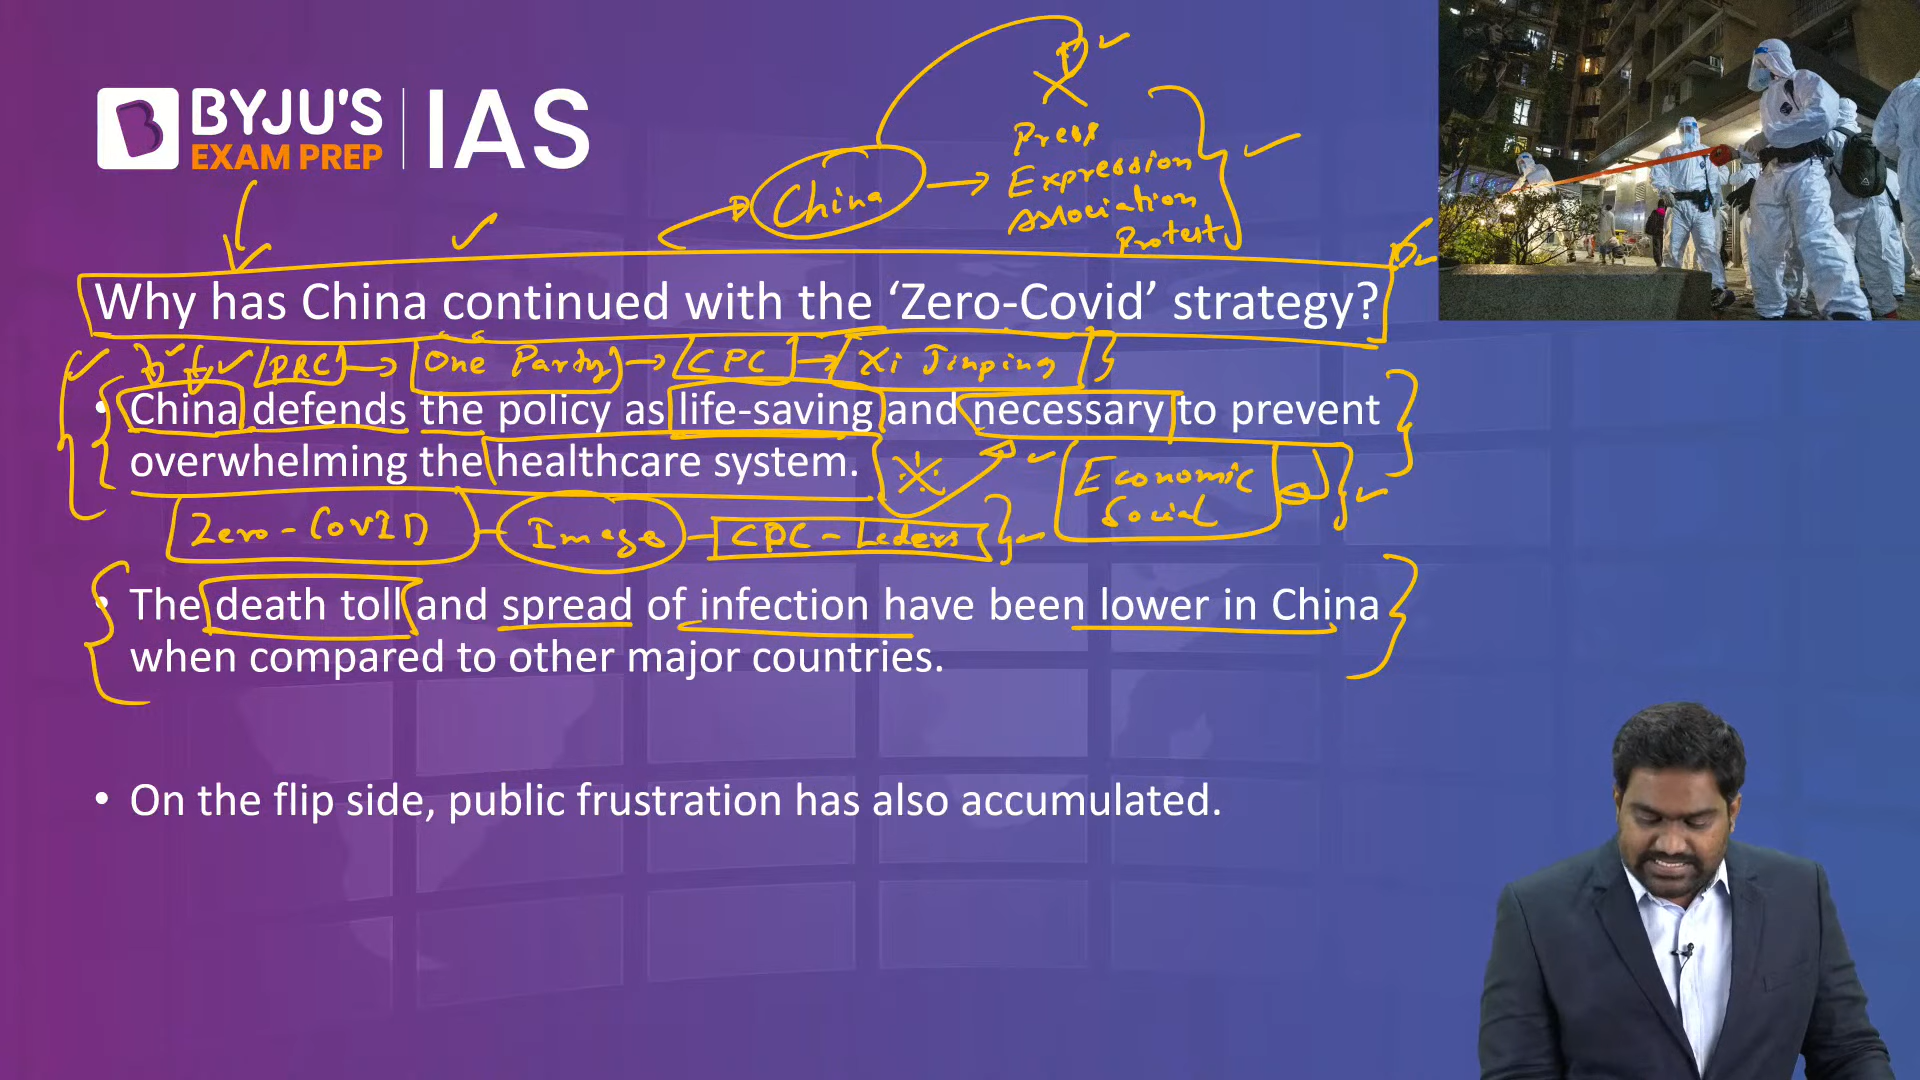 BYJU'S
EXAM PREP
IAS
China
X
Press
Expression
Association
Protest
Why has China continued with the ‘Zero-Covid’ strategy?
PRC → One Party → CPC → Xi Jinping
• China defends the policy as life-saving and necessary to prevent
overwhelming the healthcare system.
Economic
Social
Zero-COVID – Images – CPC – Leders
• The death toll and spread of infection have been lower in China
when compared to other major countries.
• On the flip side, public frustration has also accumulated.